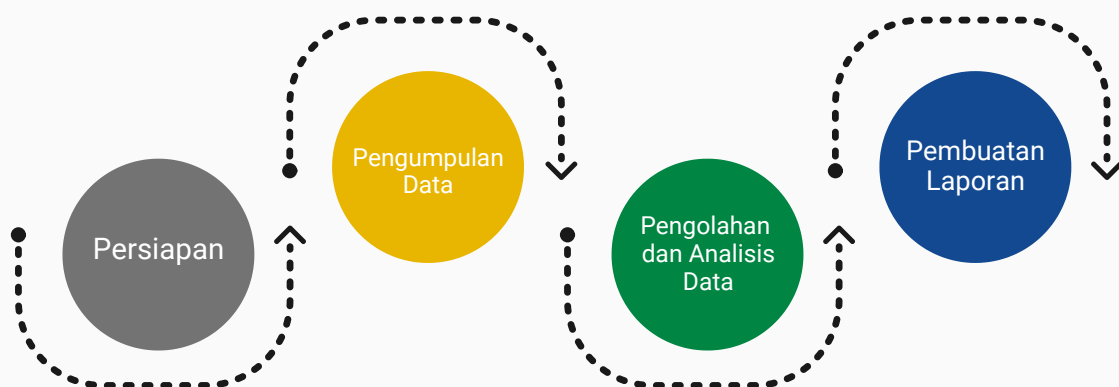 Persiapan
Pengumpulan
Data
Pengolahan
dan Analisis
Data
Pembuatan
Laporan